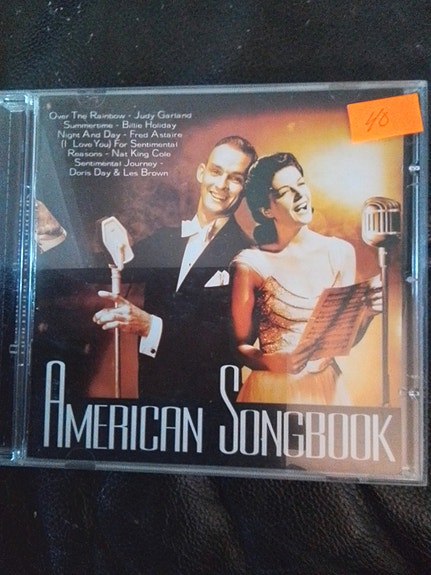 Over The Rainbow - Judy Garland
Summertime - Billie Holiday
Night And Day - Fred Astaire
(I Love You) For Sentimental
Reasons - Nat King Cole
Sentimental Journey -
Doris Day & Les Brown
40
AMERICAN SONGBOOK